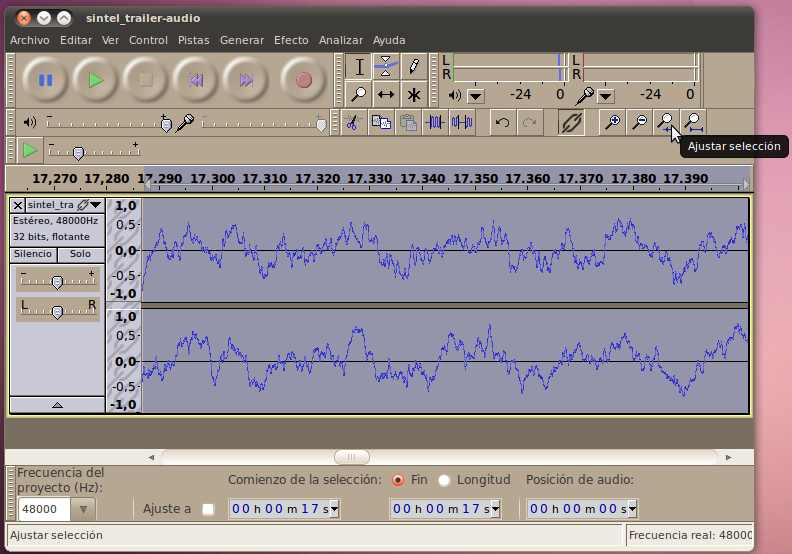 sintel_trailer-audio
Archivo Editar Ver Control Pistas Generar Efecto Analizar Ayuda
L
R
-24 0
L
R
-24 0
Ajustar selección
17,270 17,280 17.290 17.300 17.310 17.320 17.330 17.340 17.350 17.360 17.370 17.380 17.390
sintel_tra
Estéreo, 48000Hz
32 bits, flotante
Silencio Solo
- +
L R
1,0
0,5
0,0
-0,5
-1,0
1,0
0,5
0,0
-0,5
-1,0
Frecuencia del
proyecto (Hz):
48000
Ajuste a
Comienzo de la selección:
Fin Longitud
Posición de audio:
00 h 00 m 17 s
00 h 00 m 17 s
00 h 00 m 00 s
Ajustar selección
Frecuencia real: 48000